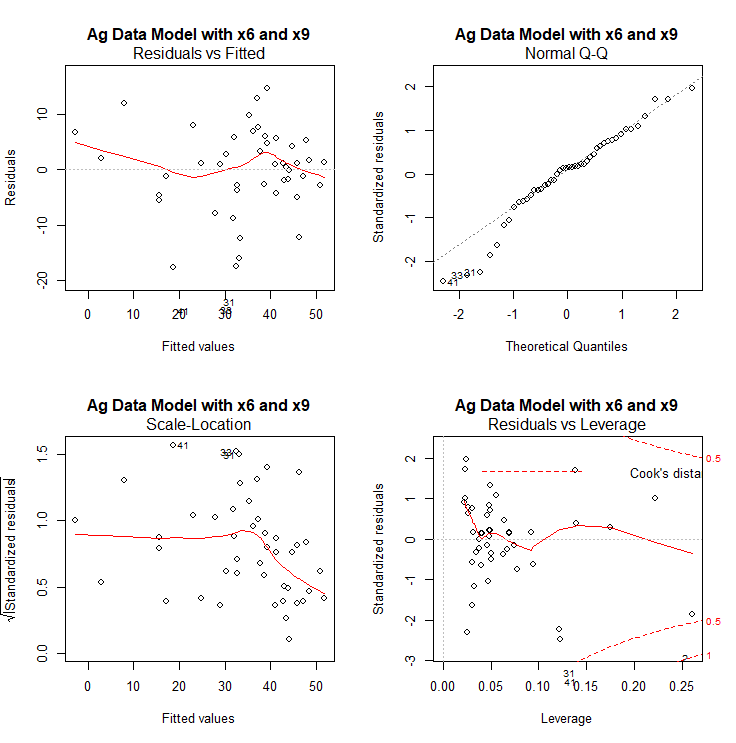 Ag Data Model with x6 and x9
Residuals vs Fitted
Residuals
10
0
-10
-20
31
41
0 10 20 30 40 50
Fitted values
Ag Data Model with x6 and x9
Normal Q-Q
Standardized residuals
2
1
0
-1
-2
33 31
41
-2 -1 0 1 2
Theoretical Quantiles
Ag Data Model with x6 and x9
Scale-Location
√|Standardized residuals|
1.5
1.0
0.5
0.0
41
0 10 20 30 40 50
Fitted values
Ag Data Model with x6 and x9
Residuals vs Leverage
Standardized residuals
2
1
0
-1
-2
-3
Cook's dista
0.5
0.5
1
31
41
0.00 0.05 0.10 0.15 0.20 0.25
Leverage